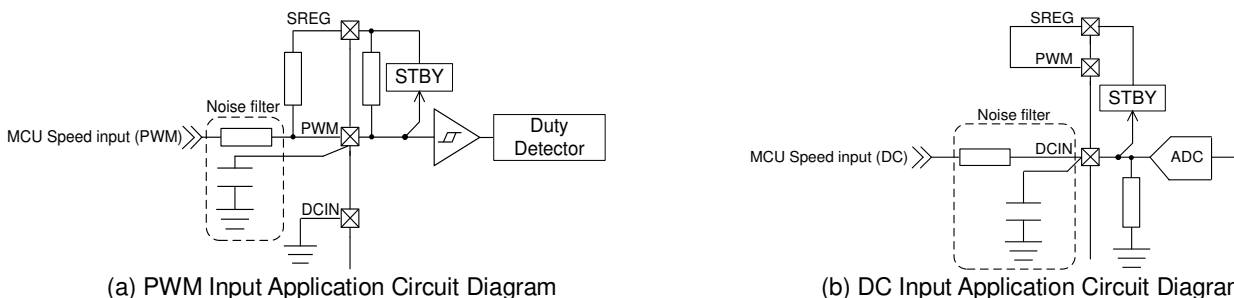 SREG
STBY
Noise filter
MCU Speed input (PWM)
PWM
Duty
Detector
DCIN
(a) PWM Input Application Circuit Diagram
SREG
PWM
STBY
Noise filter
MCU Speed input (DC)
DCIN
ADC
(b) DC Input Application Circuit